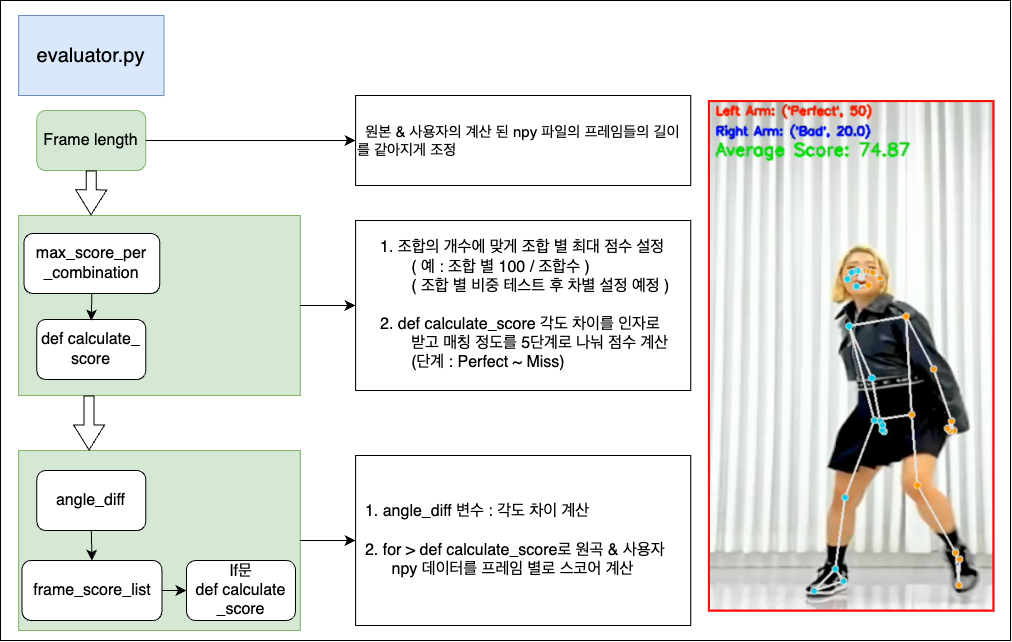 evaluator.py
Frame length
원본 & 사용자의 계산 된 npy 파일의 프레임들의 길이
를 같아지게 조정
max_score_per
_combination
def calculate_
score
1. 조합의 개수에 맞게 조합 별 최대 점수 설정
( 예 : 조합 별 100 / 조합수 )
( 조합 별 비중 테스트 후 차별 설정 예정 )
2. def calculate_score 각도 차이를 인자로
받고 매칭 정도를 5단계로 나눠 점수 계산
(단계 : Perfect ~ Miss)
angle_diff
frame_score_list
If문
def calculate
_score
1. angle_diff 변수 : 각도 차이 계산
2. for > def calculate_score로 원곡 & 사용자
npy 데이터를 프레임 별로 스코어 계산
Left Arm: ('Perfect', 50)
Right Arm: ('Bad', 20.0)
Average Score: 74.87